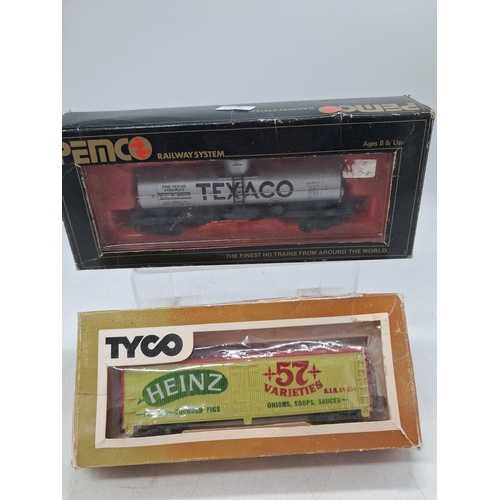 PEMCO
PEMCO
RAILWAY SYSTEM
Ages 8 & Up
THE TEXAS
COMPANY
TEXACO
THE FINEST HO TRAINS FROM AROUND THE WORLD.
TYCO
HEINZ
FIGS
+57+
VARIETIES
ONIONS, SOUPS, SAUCES